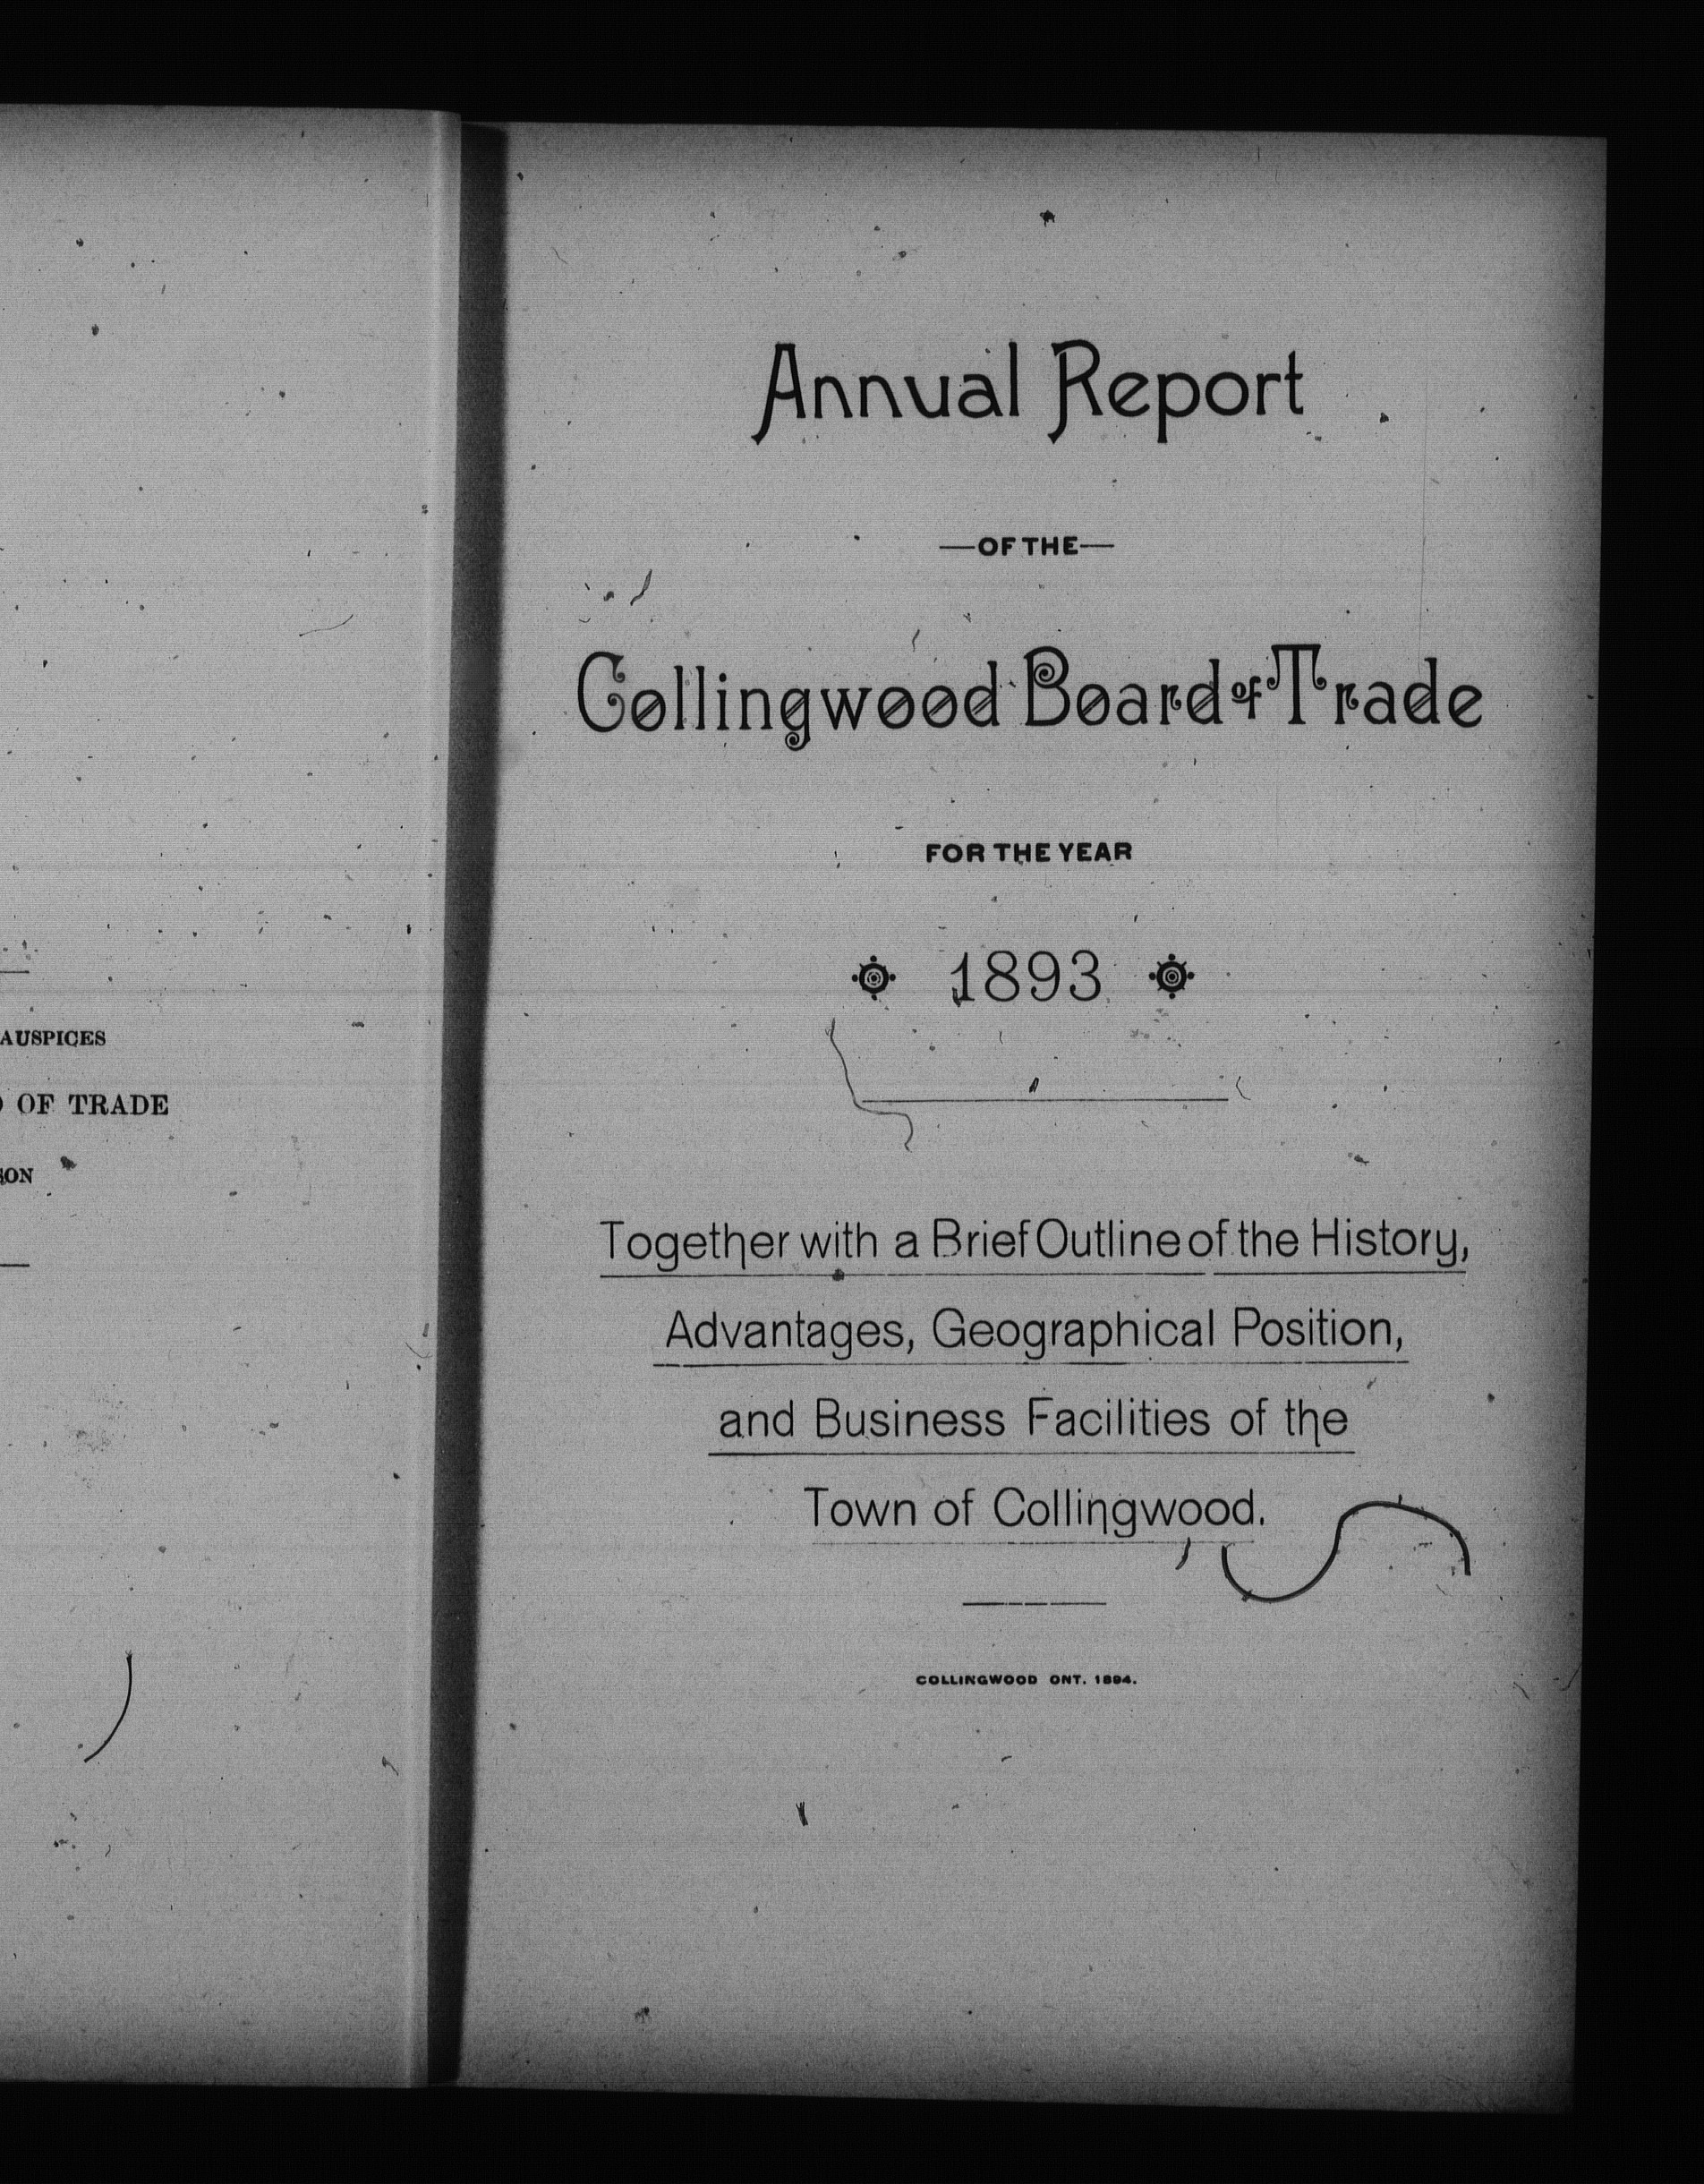 AUSPICES
OF TRADE
Annual Report
—OF THE—
Collingwood Board of Trade
FOR THE YEAR
1893
Together with a Brief Outline of the History,
Advantages, Geographical Position,
and Business Facilities of the
Town of Collingwood.
COLLINGWOOD ONT. 1894.